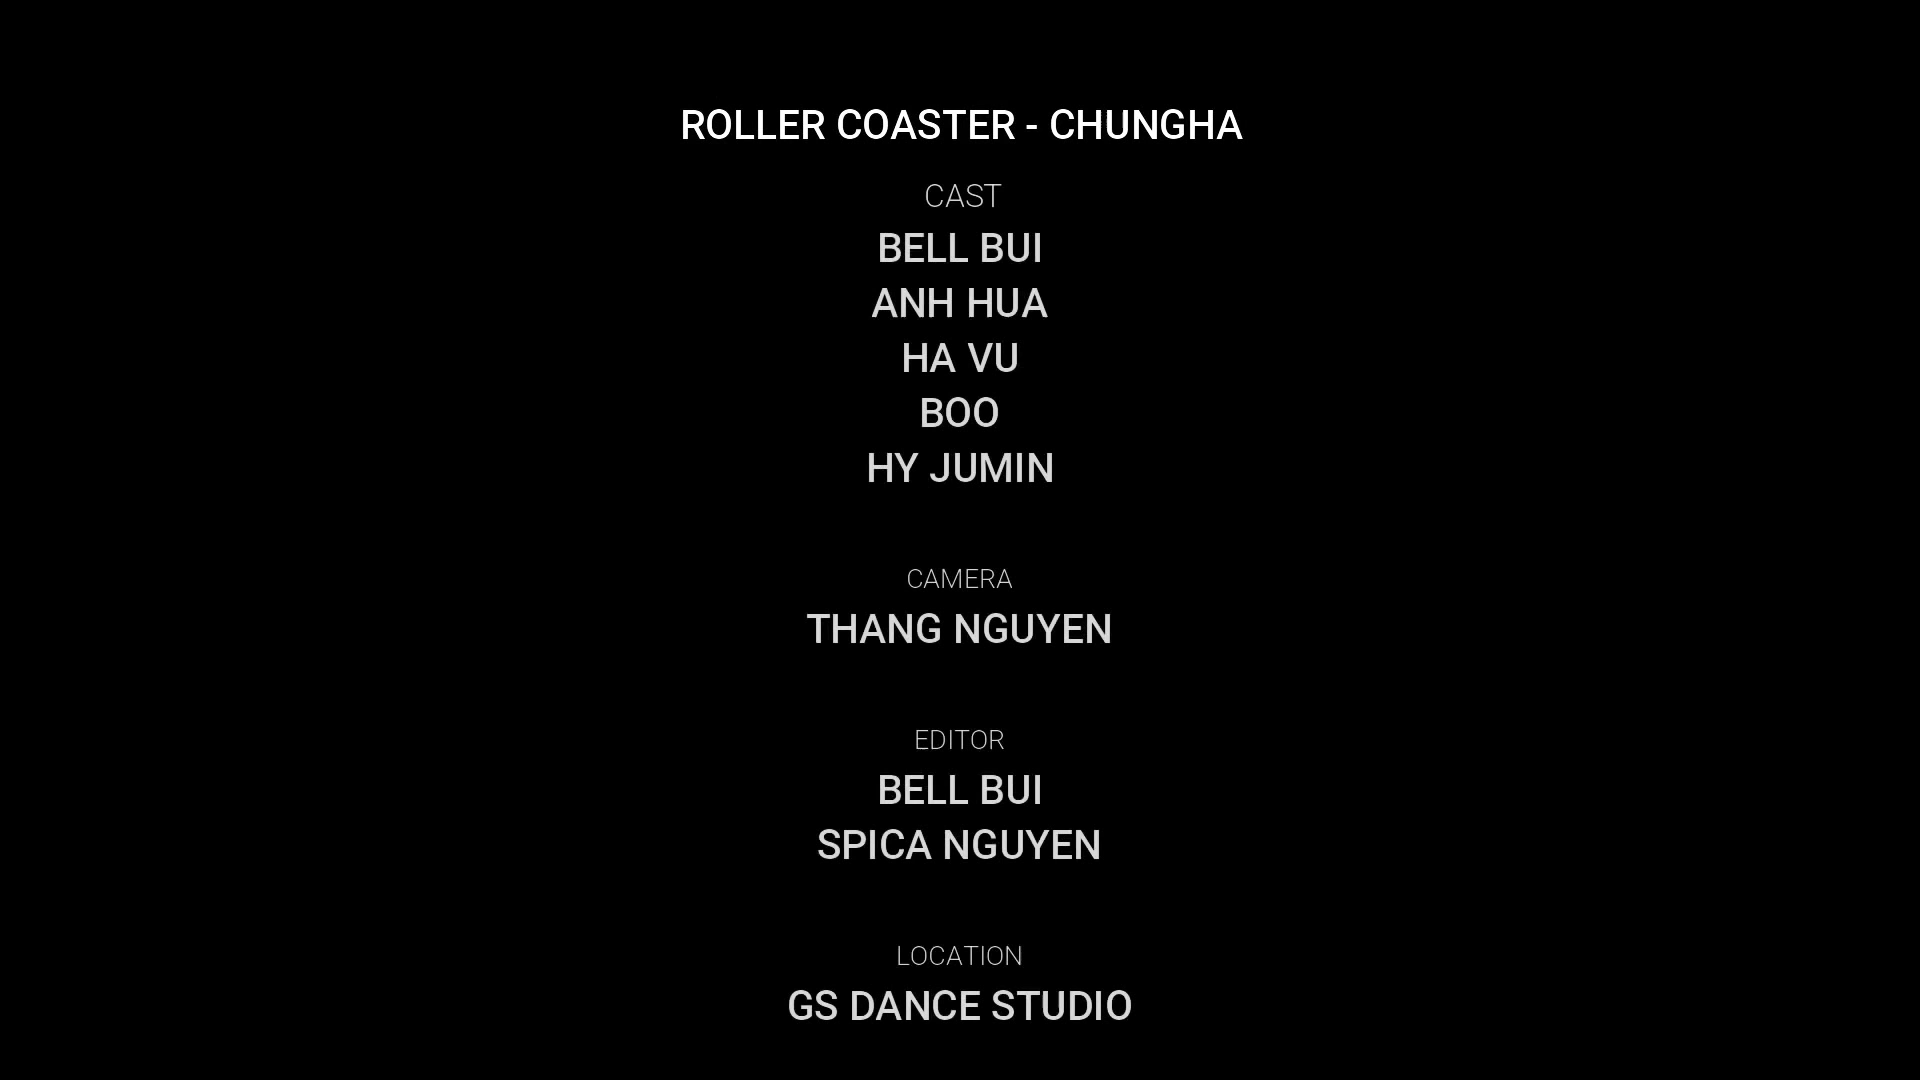 ROLLER COASTER - CHUNGHA
CAST
BELL BUI
ANH HUA
HA VU
BOO
HY JUMIN
CAMERA
THANG NGUYEN
EDITOR
BELL BUI
SPICA NGUYEN
LOCATION
GS DANCE STUDIO